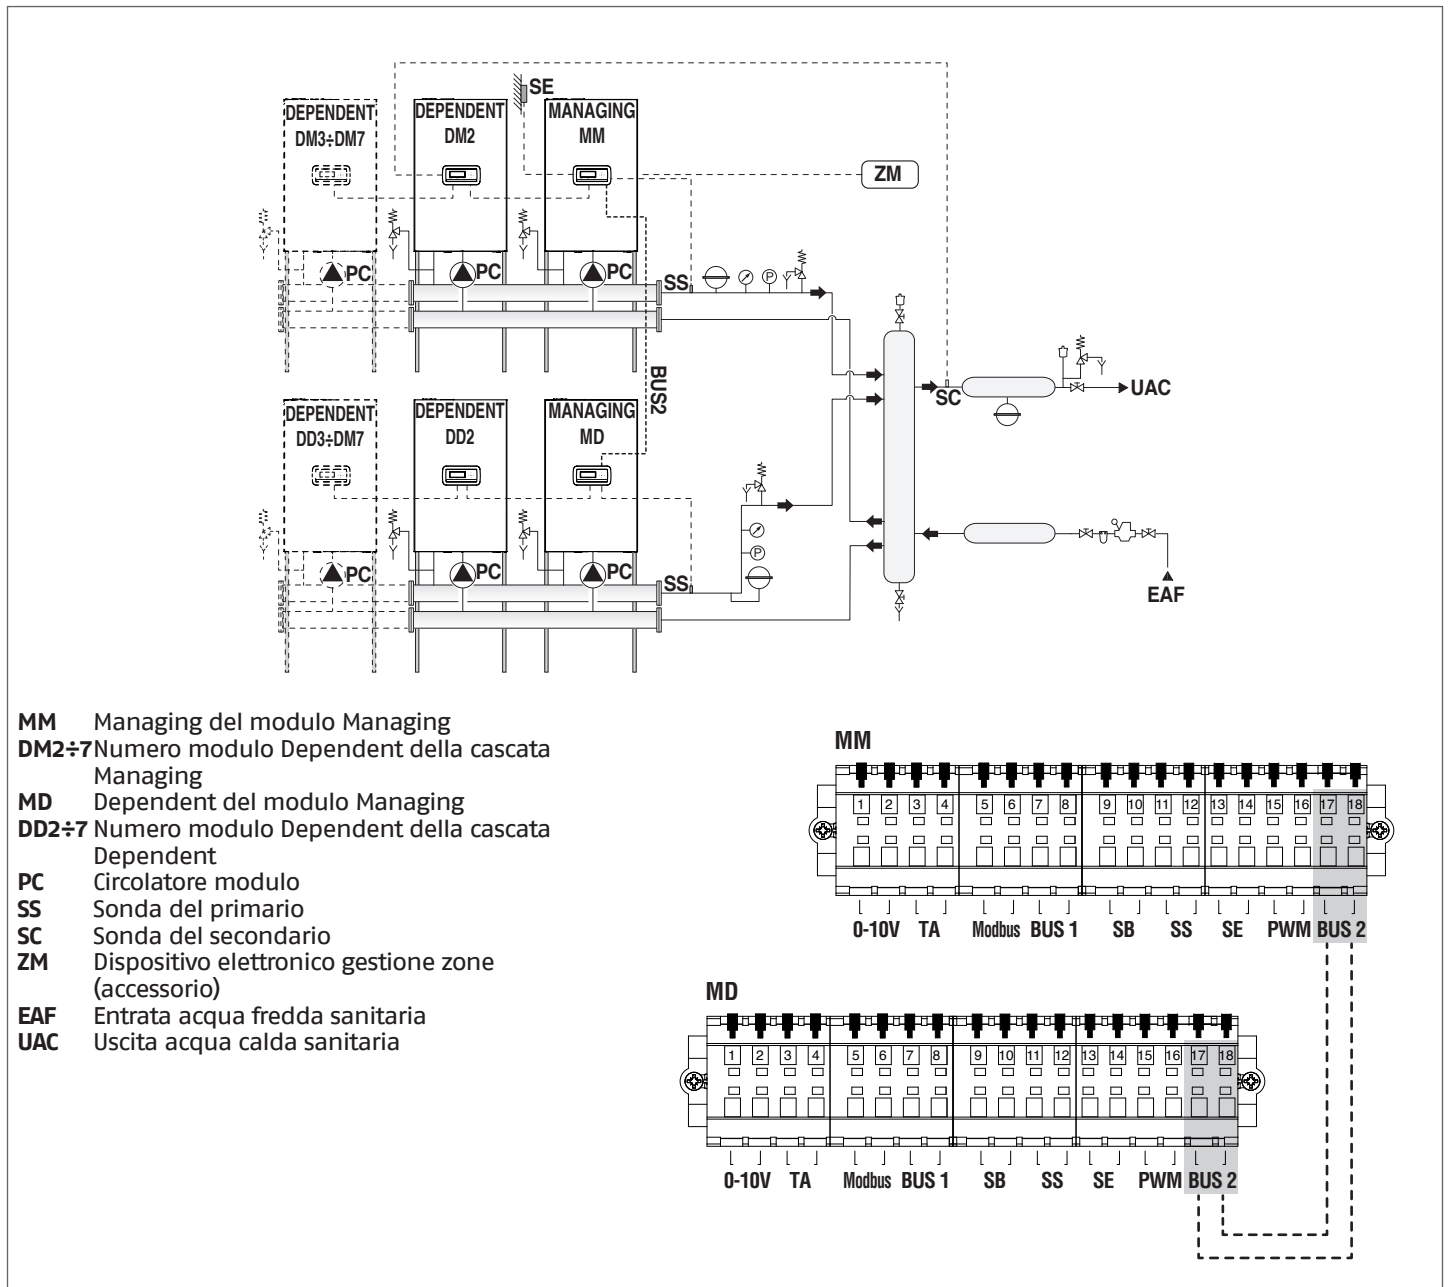 SE
DEPENDENT
DM3÷DM7
DEPENDENT
DM2
MANAGING
MM
ZM
PC
PC
PC
SS
P
BUS2
SC
UAC
DEPENDENT
DD3÷DM7
DEPENDENT
DD2
MANAGING
MD
P
PC
PC
PC
SS
EAF
MM Managing del modulo Managing
DM2÷7 Numero modulo Dependent della cascata
Managing
MD Dependent del modulo Managing
DD2÷7 Numero modulo Dependent della cascata
Dependent
PC Circolatore modulo
SS Sonda del primario
SC Sonda del secondario
ZM Dispositivo elettronico gestione zone
(accessorio)
EAF Entrata acqua fredda sanitaria
UAC Uscita acqua calda sanitaria
MM
1 2 3 4 5 6 7 8 9 10 11 12 13 14 15 16 17 18
0-10V TA Modbus BUS 1 SB SS SE PWM BUS 2
MD
1 2 3 4 5 6 7 8 9 10 11 12 13 14 15 16 17 18
0-10V TA Modbus BUS 1 SB SS SE PWM BUS 2